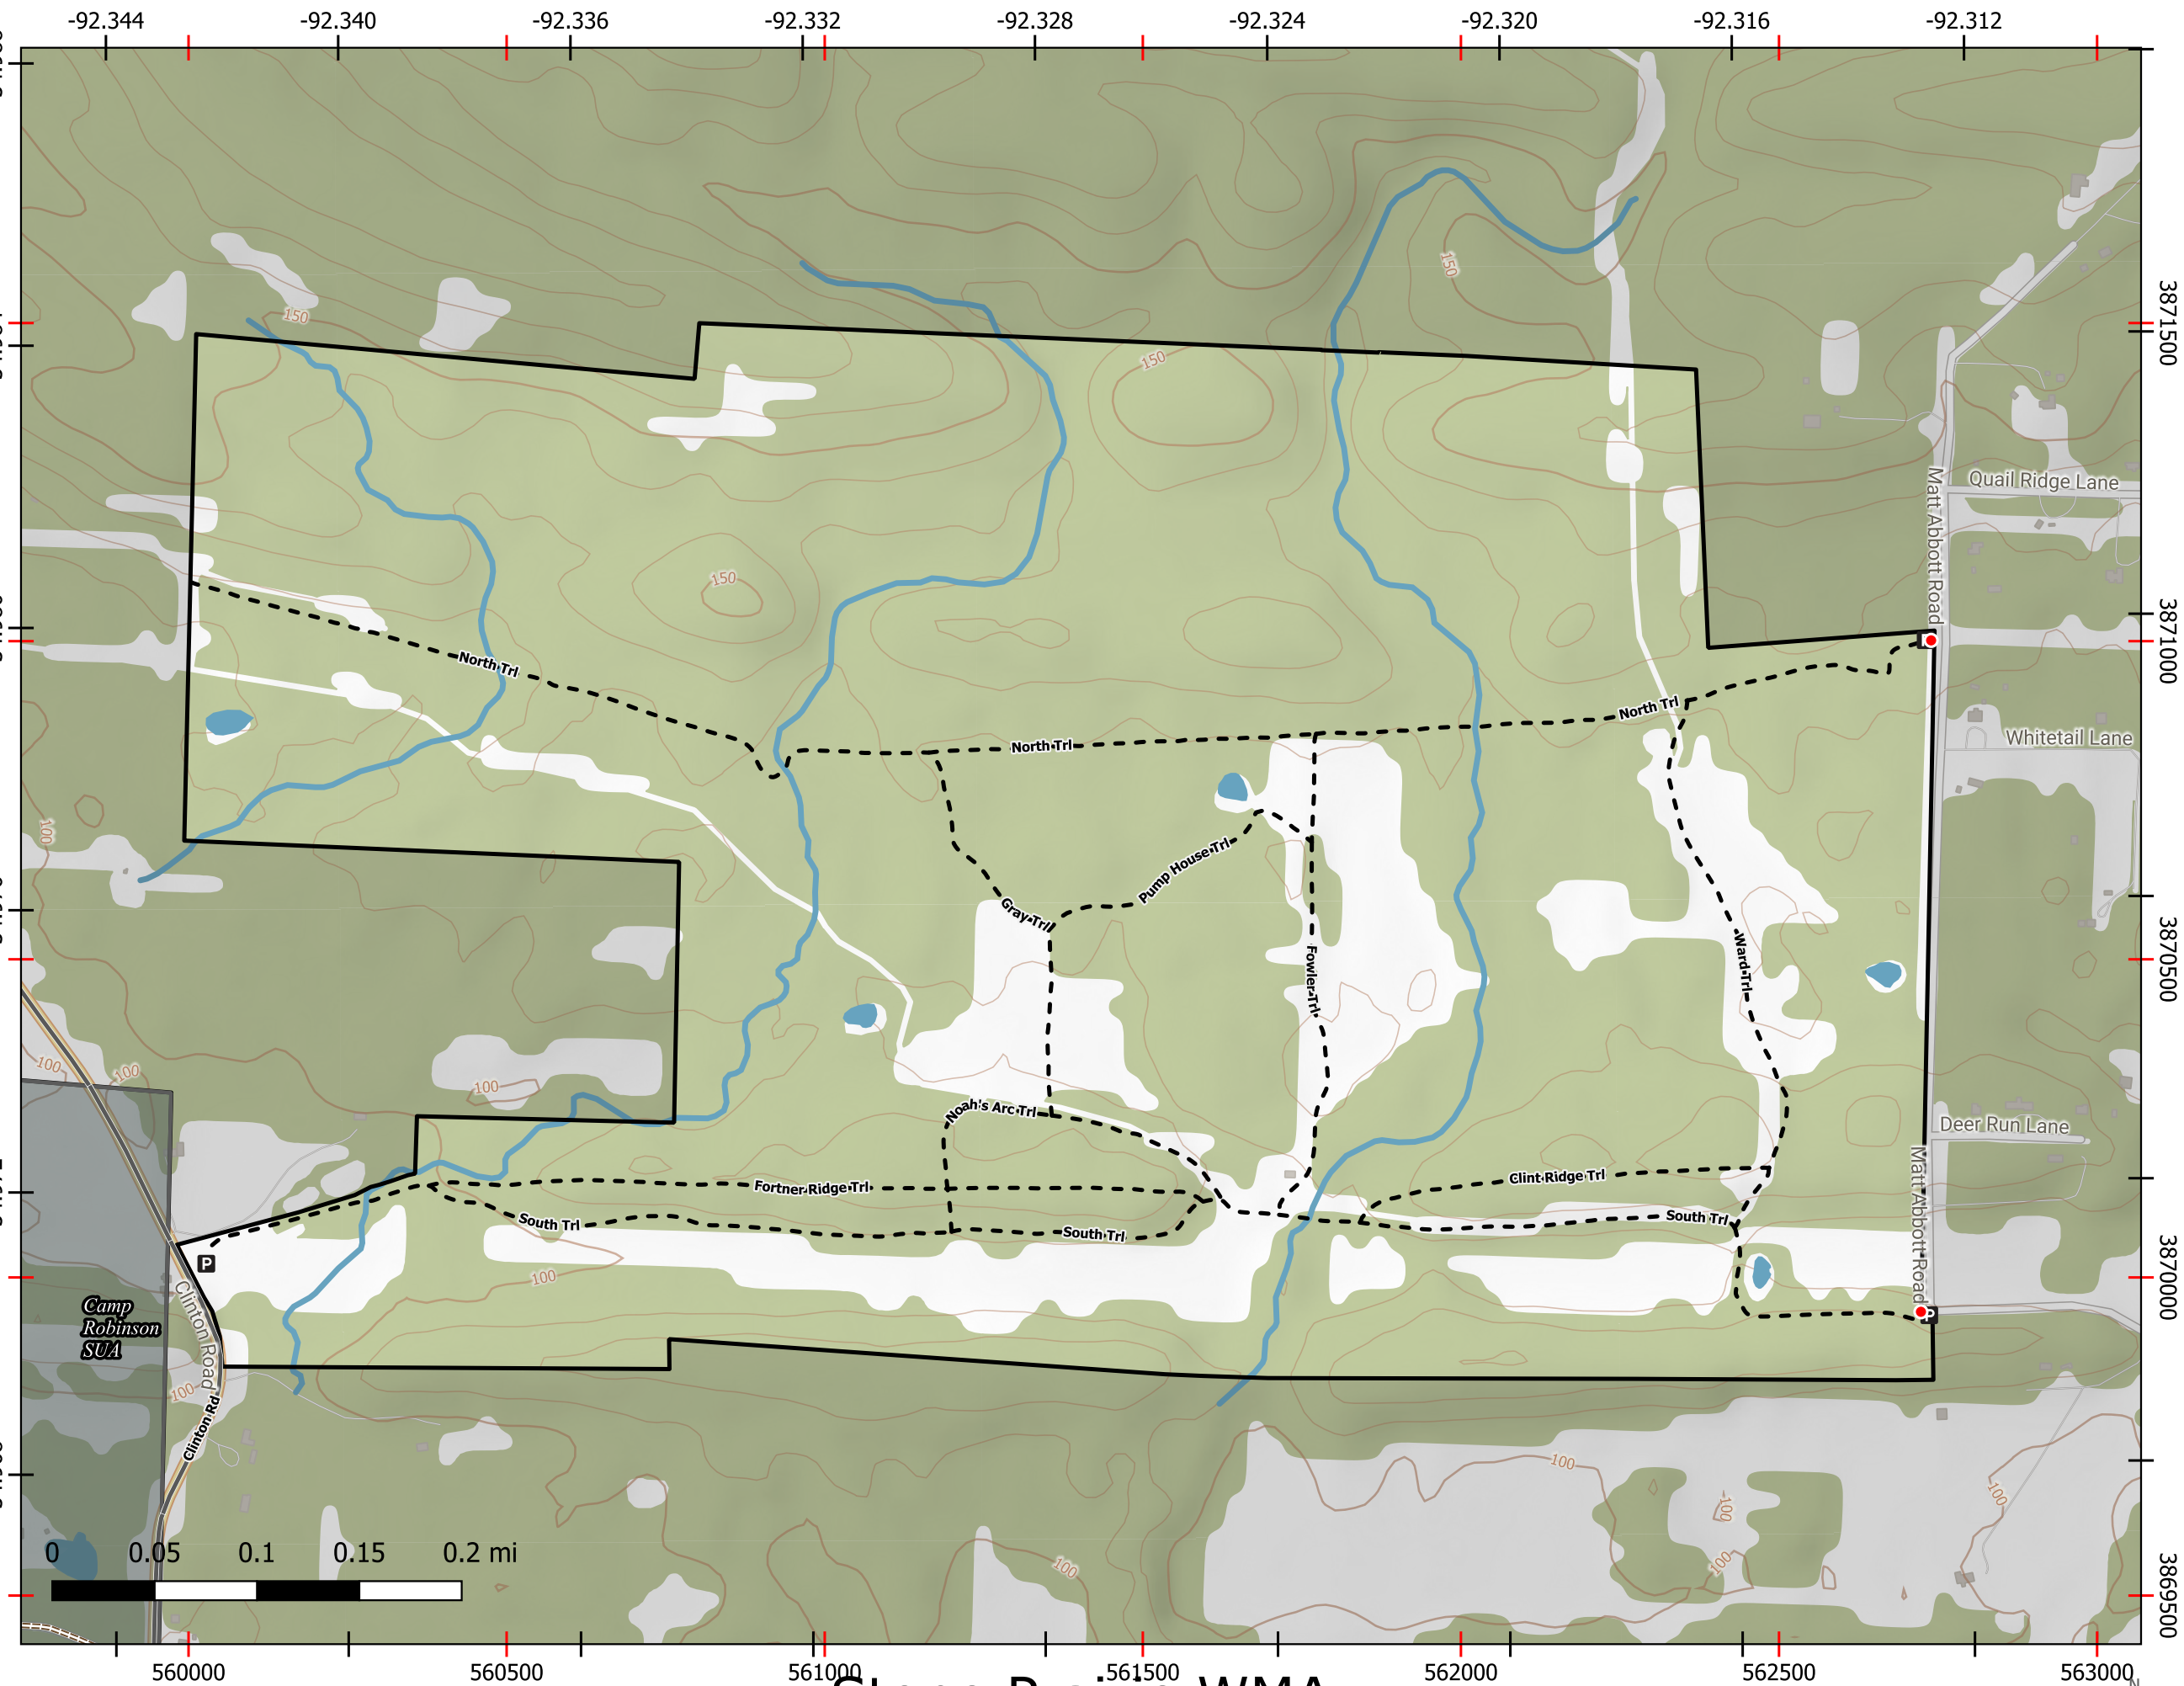 -92.344
-92.340
-92.336
-92.332
-92.328
-92.324
-92.320
-92.316
-92.312
150
150
150
3871500
Quail Ridge Lane
Matt Abbott Road
150
3871000
North Trl
North Trl
North Trl
Whitetail Lane
100
Pump House Trl
Gray Trl
Fowler Trl
Ward Trl
3870500
100
100
100
Noah's Arc Trl
Deer Run Lane
Matt Abbott Road
Clint Ridge Trl
Fortner Ridge Trl
South Trl
South Trl
South Trl
P
P
100
Clinton Road
3870000
Camp
Robinson
SUA
100
Clinton Rd
100
100
100
100
100
0 0.05 0.1 0.15 0.2 mi
3869500
560000
560500
561000
561500
562000
562500
563000
N